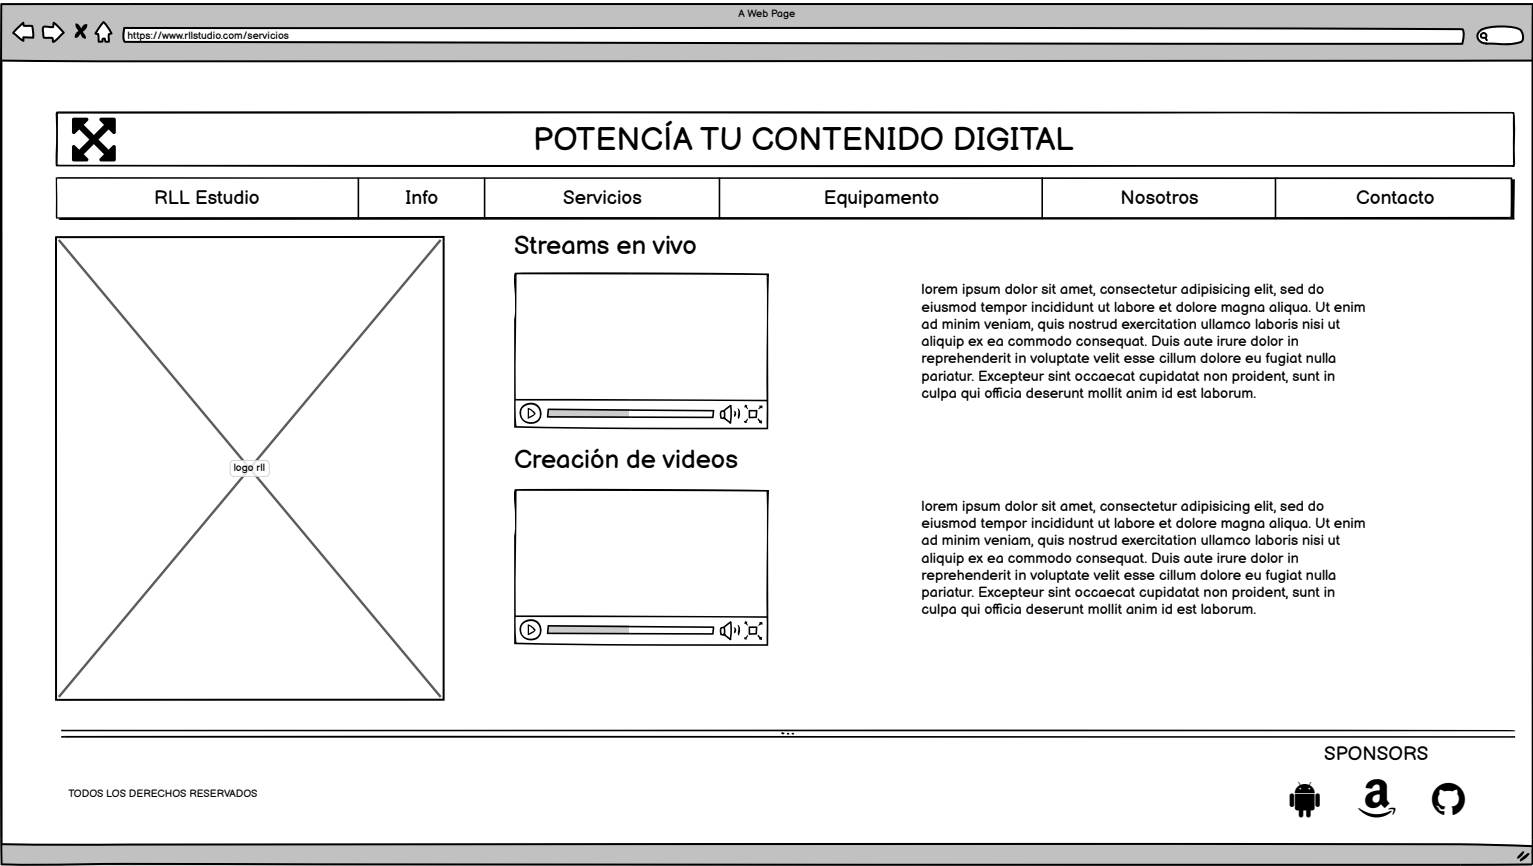 A Web Page
https://www.rllstudio.com/servicios
POTENCÍA TU CONTENIDO DIGITAL
RLL Estudio Info Servicios Equipamento Nosotros Contacto
Streams en vivo
lorem ipsum dolor sit amet, consectetur adipisicing elit, sed do
eiusmod tempor incididunt ut labore et dolore magna aliqua. Ut enim
ad minim veniam, quis nostrud exercitation ullamco laboris nisi ut
aliquip ex ea commodo consequat. Duis aute irure dolor in
reprehenderit in voluptate velit esse cillum dolore eu fugiat nulla
pariatur. Excepteur sint occaecat cupidatat non proident, sunt in
culpa qui officia deserunt mollit anim id est laborum.
logo rll
Creación de videos
lorem ipsum dolor sit amet, consectetur adipisicing elit, sed do
eiusmod tempor incididunt ut labore et dolore magna aliqua. Ut enim
ad minim veniam, quis nostrud exercitation ullamco laboris nisi ut
aliquip ex ea commodo consequat. Duis aute irure dolor in
reprehenderit in voluptate velit esse cillum dolore eu fugiat nulla
pariatur. Excepteur sint occaecat cupidatat non proident, sunt in
culpa qui officia deserunt mollit anim id est laborum.
SPONSORS
TODOS LOS DERECHOS RESERVADOS
a